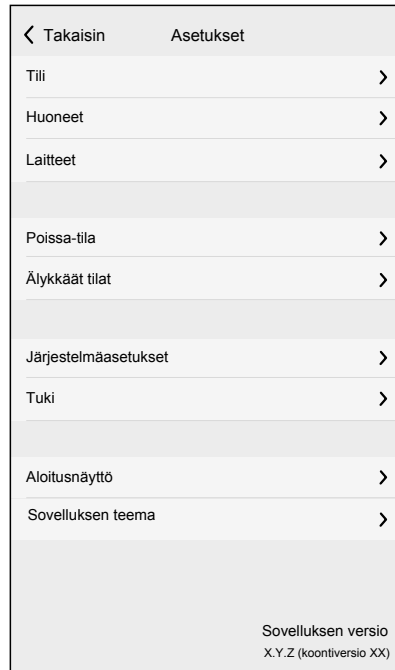 Takaisin Asetukset
Tili
Huoneet
Laitteet
Poissa-tila
Älykkäät tilat
Järjestelmäasetukset
Tuki
Aloitusnäyttö
Sovelluksen teema
Sovelluksen versio
X.Y.Z (koontiversio XX)